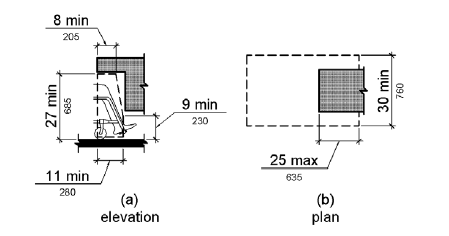 8 min
205
27 min
685
9 min
230
11 min
280
(a)
elevation
30 min
760
25 max
635
(b)
plan